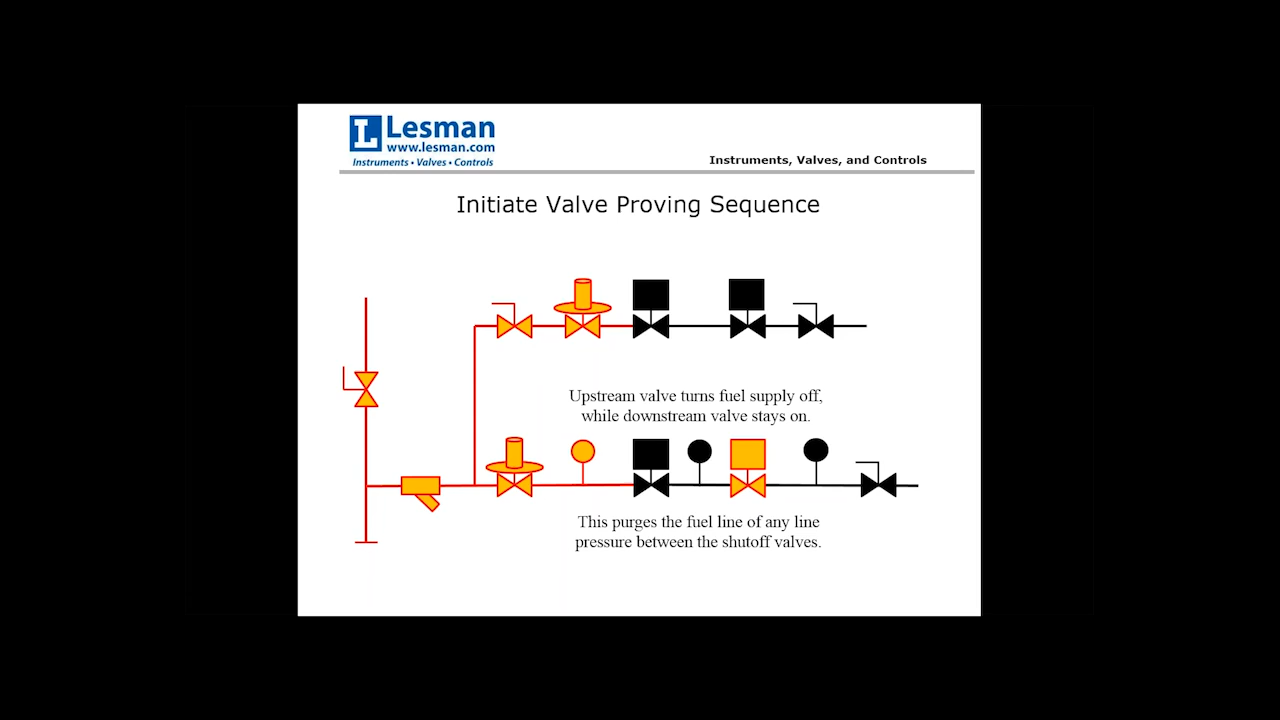 L Lesman
www.lesman.com
Instruments • Valves • Controls
Instruments, Valves, and Controls
Initiate Valve Proving Sequence
Upstream valve turns fuel supply off,
while downstream valve stays on.
This purges the fuel line of any line
pressure between the shutoff valves.